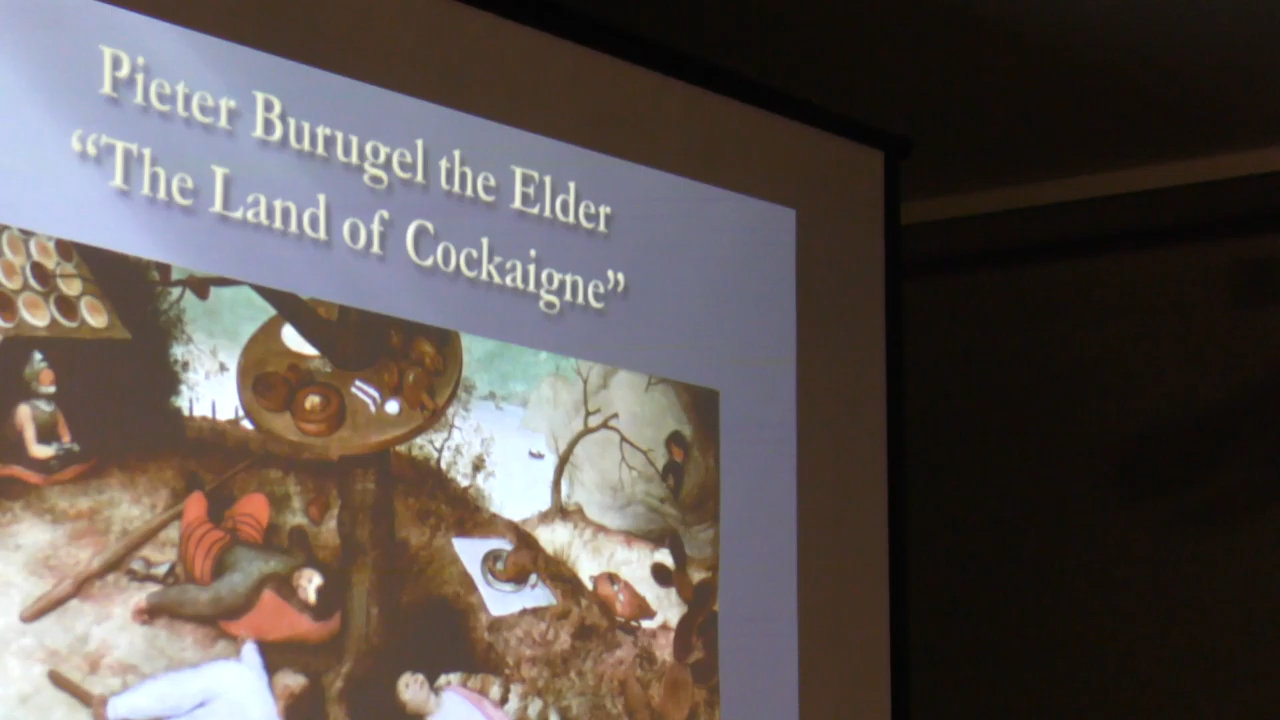 Pieter Burugel the Elder
“The Land of Cockaigne”